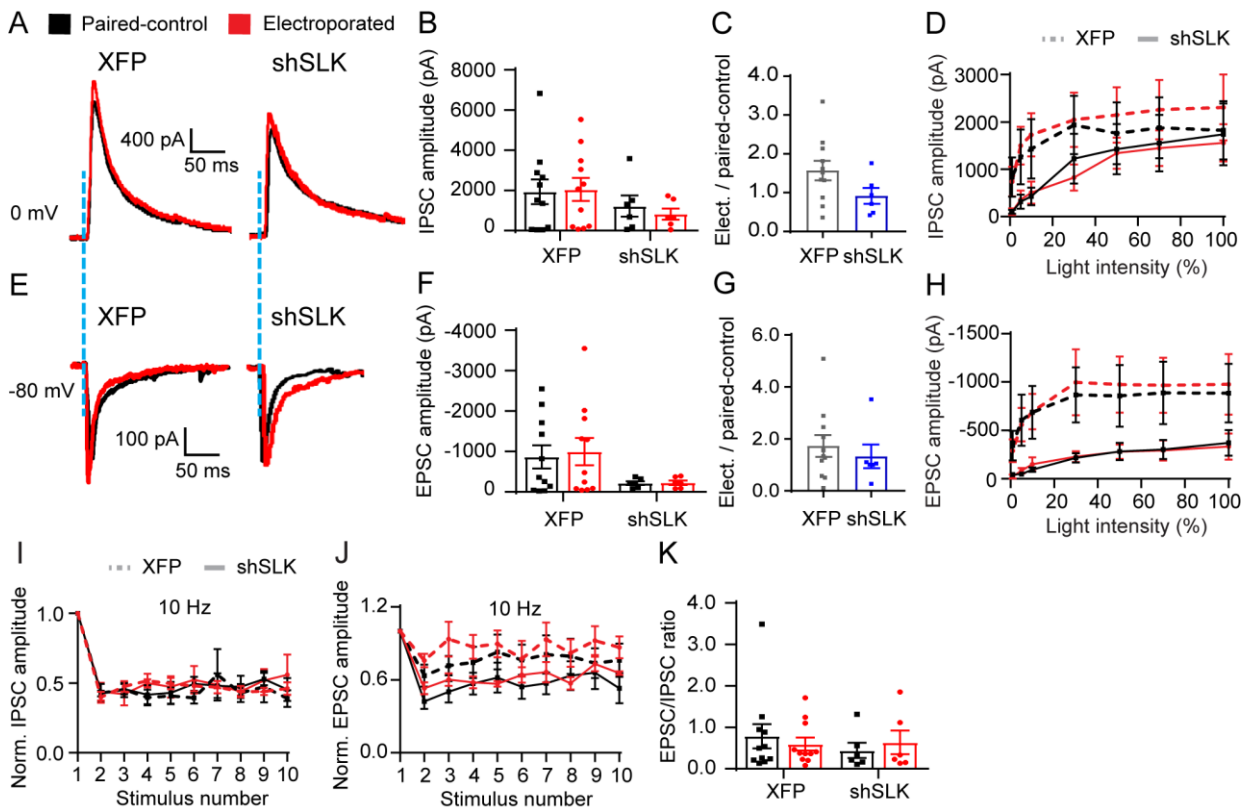 A
Paired-control
Electroporated
XFP
shSLK
400 pA
50 ms
0 mV
B
IPSC amplitude (pA)
8000
6000
4000
2000
0
XFP
shSLK
C
Elect. / paired-control
4.0
3.0
2.0
1.0
0.0
XFP shSLK
D
XFP
shSLK
IPSC amplitude (pA)
3000
2000
1000
0
0 20 40 60 80 100
Light intensity (%)
E
XFP
shSLK
-80 mV
100 pA
50 ms
F
EPSC amplitude (pA)
-4000
-3000
-2000
-1000
0
XFP
shSLK
G
Elect. / paired-control
6.0
4.0
2.0
0.0
XFP shSLK
H
EPSC amplitude (pA)
-1500
-1000
-500
0
0 20 40 60 80 100
Light intensity (%)
I
XFP
shSLK
10 Hz
Norm. IPSC amplitude
1.0
0.5
0.0
1 2 3 4 5 6 7 8 9 10
Stimulus number
J
10 Hz
Norm. EPSC amplitude
1.2
0.6
0.0
1 2 3 4 5 6 7 8 9 10
Stimulus number
K
EPSC/IPSC ratio
4.0
3.0
2.0
1.0
0.0
XFP
shSLK